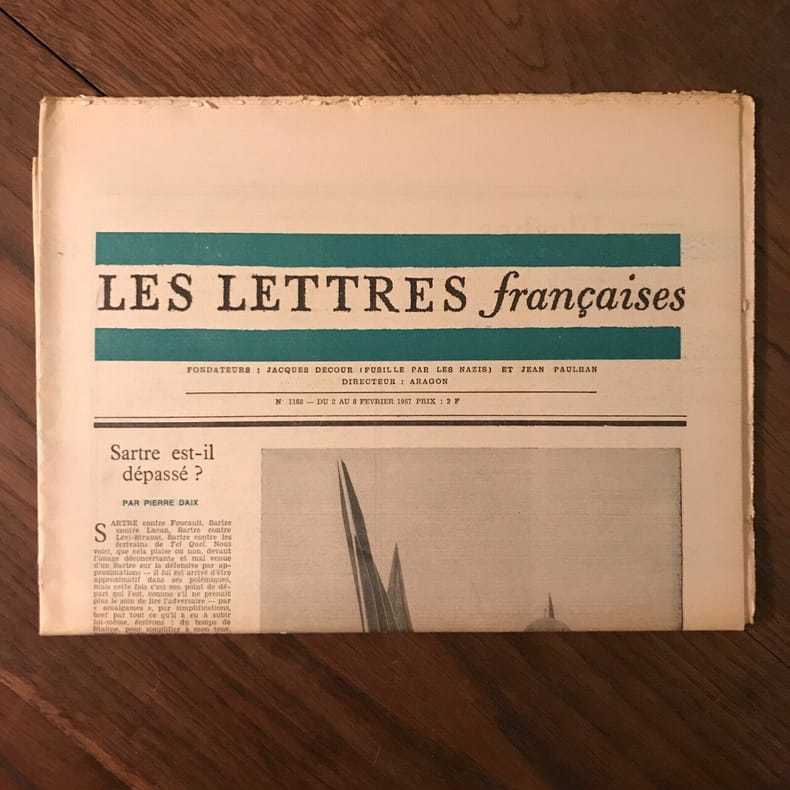 LES LETTRES françaises
FONDATEURS : JACQUES DECOUR (FUSILLE PAR LES NAZIS) ET JEAN PAULHAN
DIRECTEUR : ARAGON
N° 1168 — DU 2 AU 8 FEVRIER 1967 PRIX : 2 F
Sartre est-il
dépassé ?
PAR PIERRE DAIX
SARTRE contre Foucault, Sartre
contre Lacan, Sartre contre
Lévi-Strauss, Sartre contre les
écrivains de Tel Quel. Nous
voici, que cela plaise ou non, devant
l'image déconcertante et mal venue
d'un Sartre sur la défensive par ap-
proximations — il lui est arrivé d'être
approximatif dans ses polémiques,
mais cette fois c'est son point de dé-
part qui l'est, comme s'il ne prenait
plus le soin de lire l'adversaire — par
« amalgames », par simplifications,
bref par tout ce qu'il a eu à subir
lui-même, écrivons : du temps de
Staline, pour simplifier à mon tour.